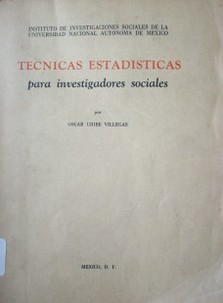 INSTITUTO DE INVESTIGACIONES SOCIALES DE LA
UNIVERSIDAD NACIONAL AUTONOMA DE MEXICO
TECNICAS ESTADISTICAS
para investigadores sociales
por
OSCAR URIBE VILLEGAS
MEXICO, D. F.